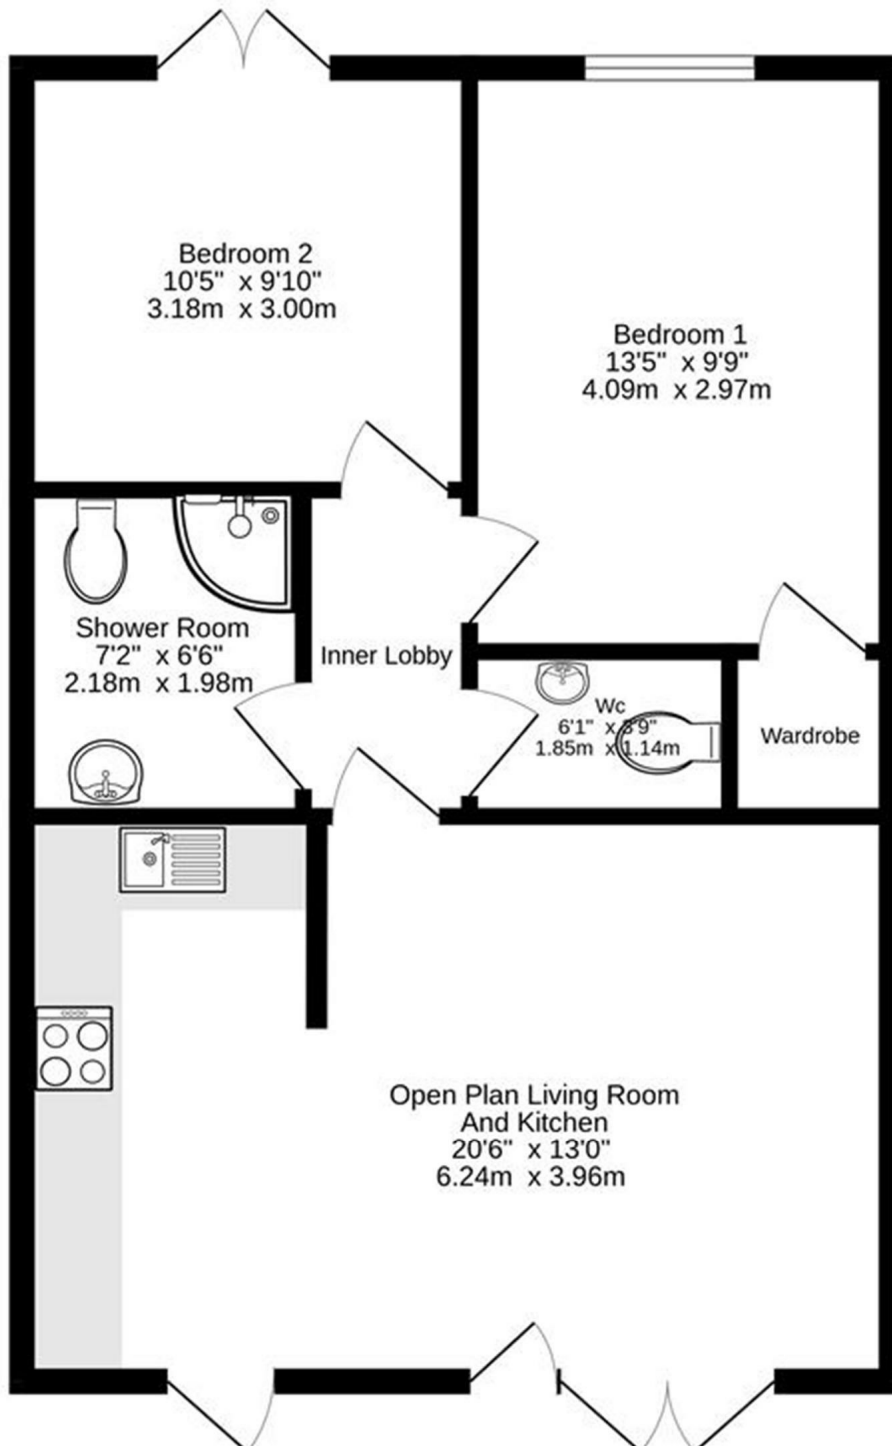 Bedroom 2
10'5" x 9'10"
3.18m x 3.00m
Bedroom 1
13'5" x 9'9"
4.09m x 2.97m
Shower Room
7'2" x 6'6"
2.18m x 1.98m
Inner Lobby
Wc
6'1" x 3'9"
1.85m x 1.14m
Wardrobe
Open Plan Living Room
And Kitchen
20'6" x 13'0"
6.24m x 3.96m